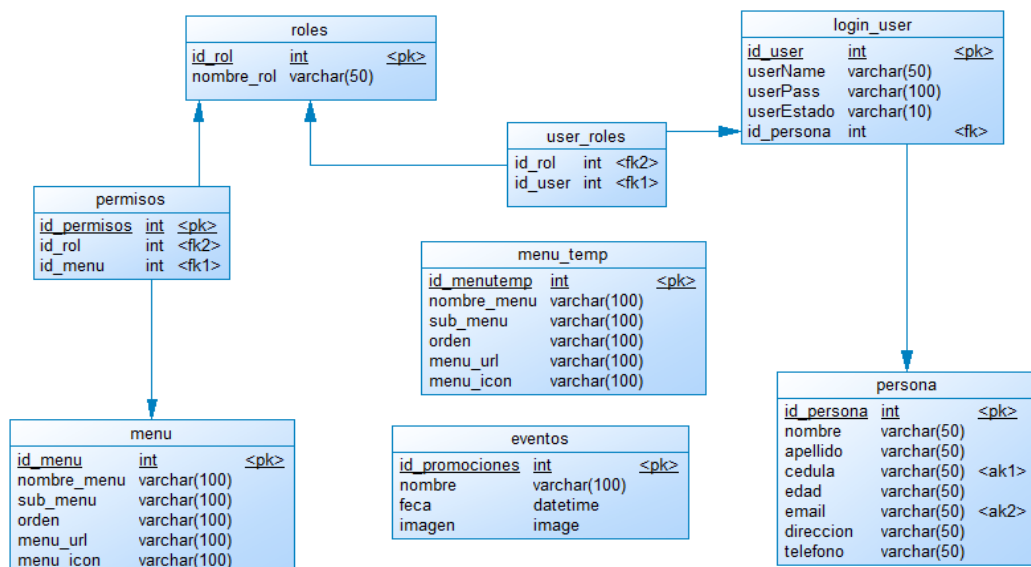 roles
id_rol int <pk>
nombre_rol varchar(50)
login_user
id_user int <pk>
userName varchar(50)
userPass varchar(100)
userEstado varchar(10)
id_persona int <fk>
user_roles
id_rol int <fk2>
id_user int <fk1>
permisos
id_permisos int <pk>
id_rol int <fk2>
id_menu int <fk1>
menu_temp
id_menutemp int <pk>
nombre_menu varchar(100)
sub_menu varchar(100)
orden varchar(100)
menu_url varchar(100)
menu_icon varchar(100)
persona
id_persona int <pk>
nombre varchar(50)
apellido varchar(50)
cedula varchar(50) <ak1>
edad varchar(50)
email varchar(50) <ak2>
direccion varchar(50)
telefono varchar(50)
menu
id_menu int <pk>
nombre_menu varchar(100)
sub_menu varchar(100)
orden varchar(100)
menu_url varchar(100)
menu_icon varchar(100)
eventos
id_promociones int <pk>
nombre varchar(100)
feca datetime
imagen image